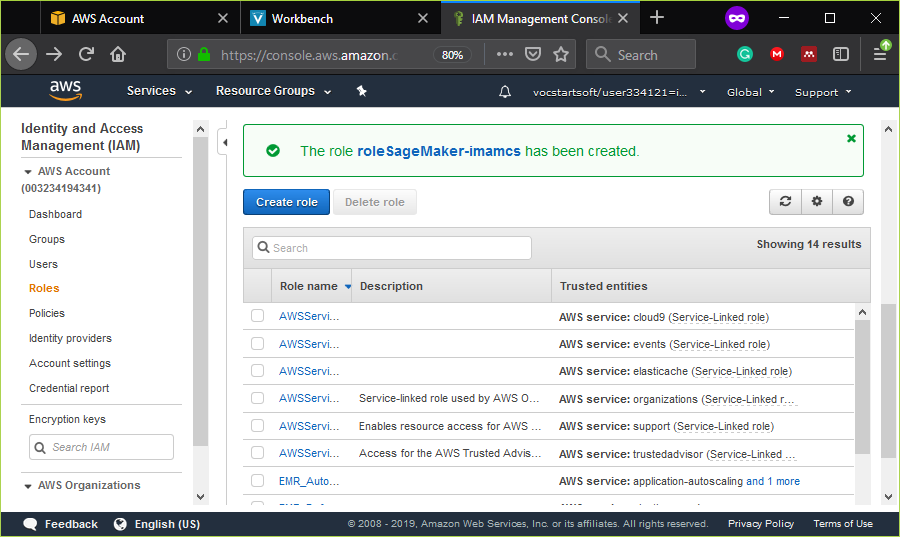 AWS Account
Workbench
IAM Management Consol
https://console.aws.amazon.c
80%
Search
aws
Services
Resource Groups
vocstartsoft/user334121=i...
Global
Support
Identity and Access
Management (IAM)
AWS Account
(003234194341)
Dashboard
Groups
Users
Roles
Policies
Identity providers
Account settings
Credential report
Encryption keys
Search IAM
AWS Organizations
The role roleSageMaker-imamcs has been created.
Create role Delete role
Search
Showing 14 results
Role name Description Trusted entities
AWSServi... AWS service: cloud9 (Service-Linked role)
AWSServi... AWS service: events (Service-Linked role)
AWSServi... AWS service: elasticache (Service-Linked role)
AWSServi... Service-linked role used by AWS O... AWS service: organizations (Service-Linked r...
AWSServi... Enables resource access for AWS ... AWS service: support (Service-Linked role)
AWSServi... Access for the AWS Trusted Advis... AWS service: trustedadvisor (Service-Linked ...
EMR_Auto... AWS service: application-autoscaling and 1 more
Feedback
English (US)
© 2008 - 2019, Amazon Web Services, Inc. or its affiliates. All rights reserved.
Privacy Policy
Terms of Use